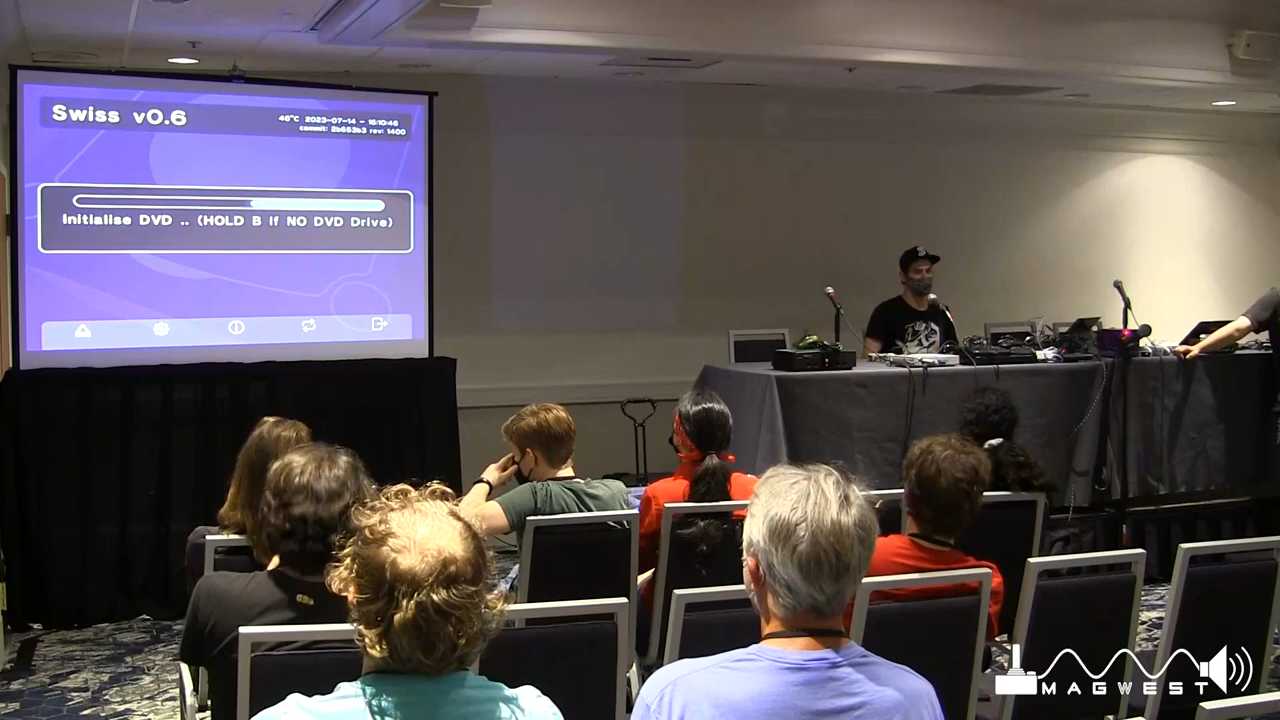 Swiss v0.6
46°C 2023-07-14 - 16:10:46
commit: 2b653b3 rev: 1400
Initialise DVD .. (HOLD B if NO DVD Drive)
MAGWEST